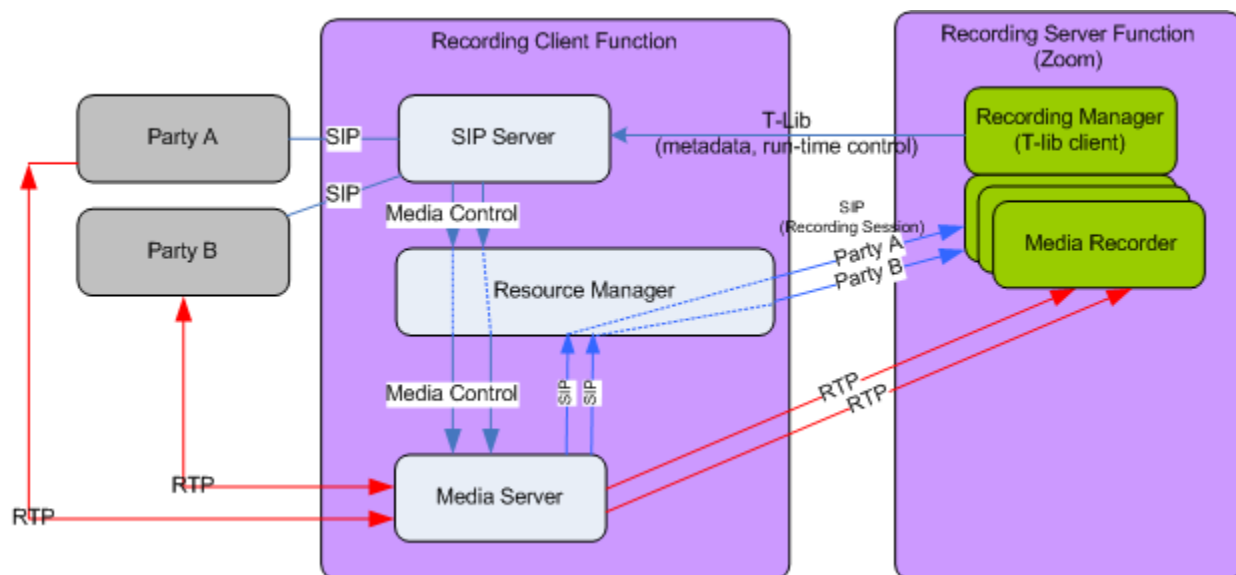 Recording Client Function
Recording Server Function
(Zoom)
Party A
SIP
SIP Server
T-Lib
(metadata, run-time control)
Recording Manager
(T-lib client)
SIP
Media Control
Party B
SIP
(Recording Session)
Party A
Party B
Media Recorder
Resource Manager
Media Control
SIP
SIP
RTP
RTP
Media Server
RTP
RTP